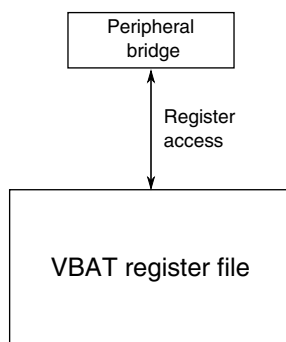 Peripheral
bridge
Register
access
VBAT register file